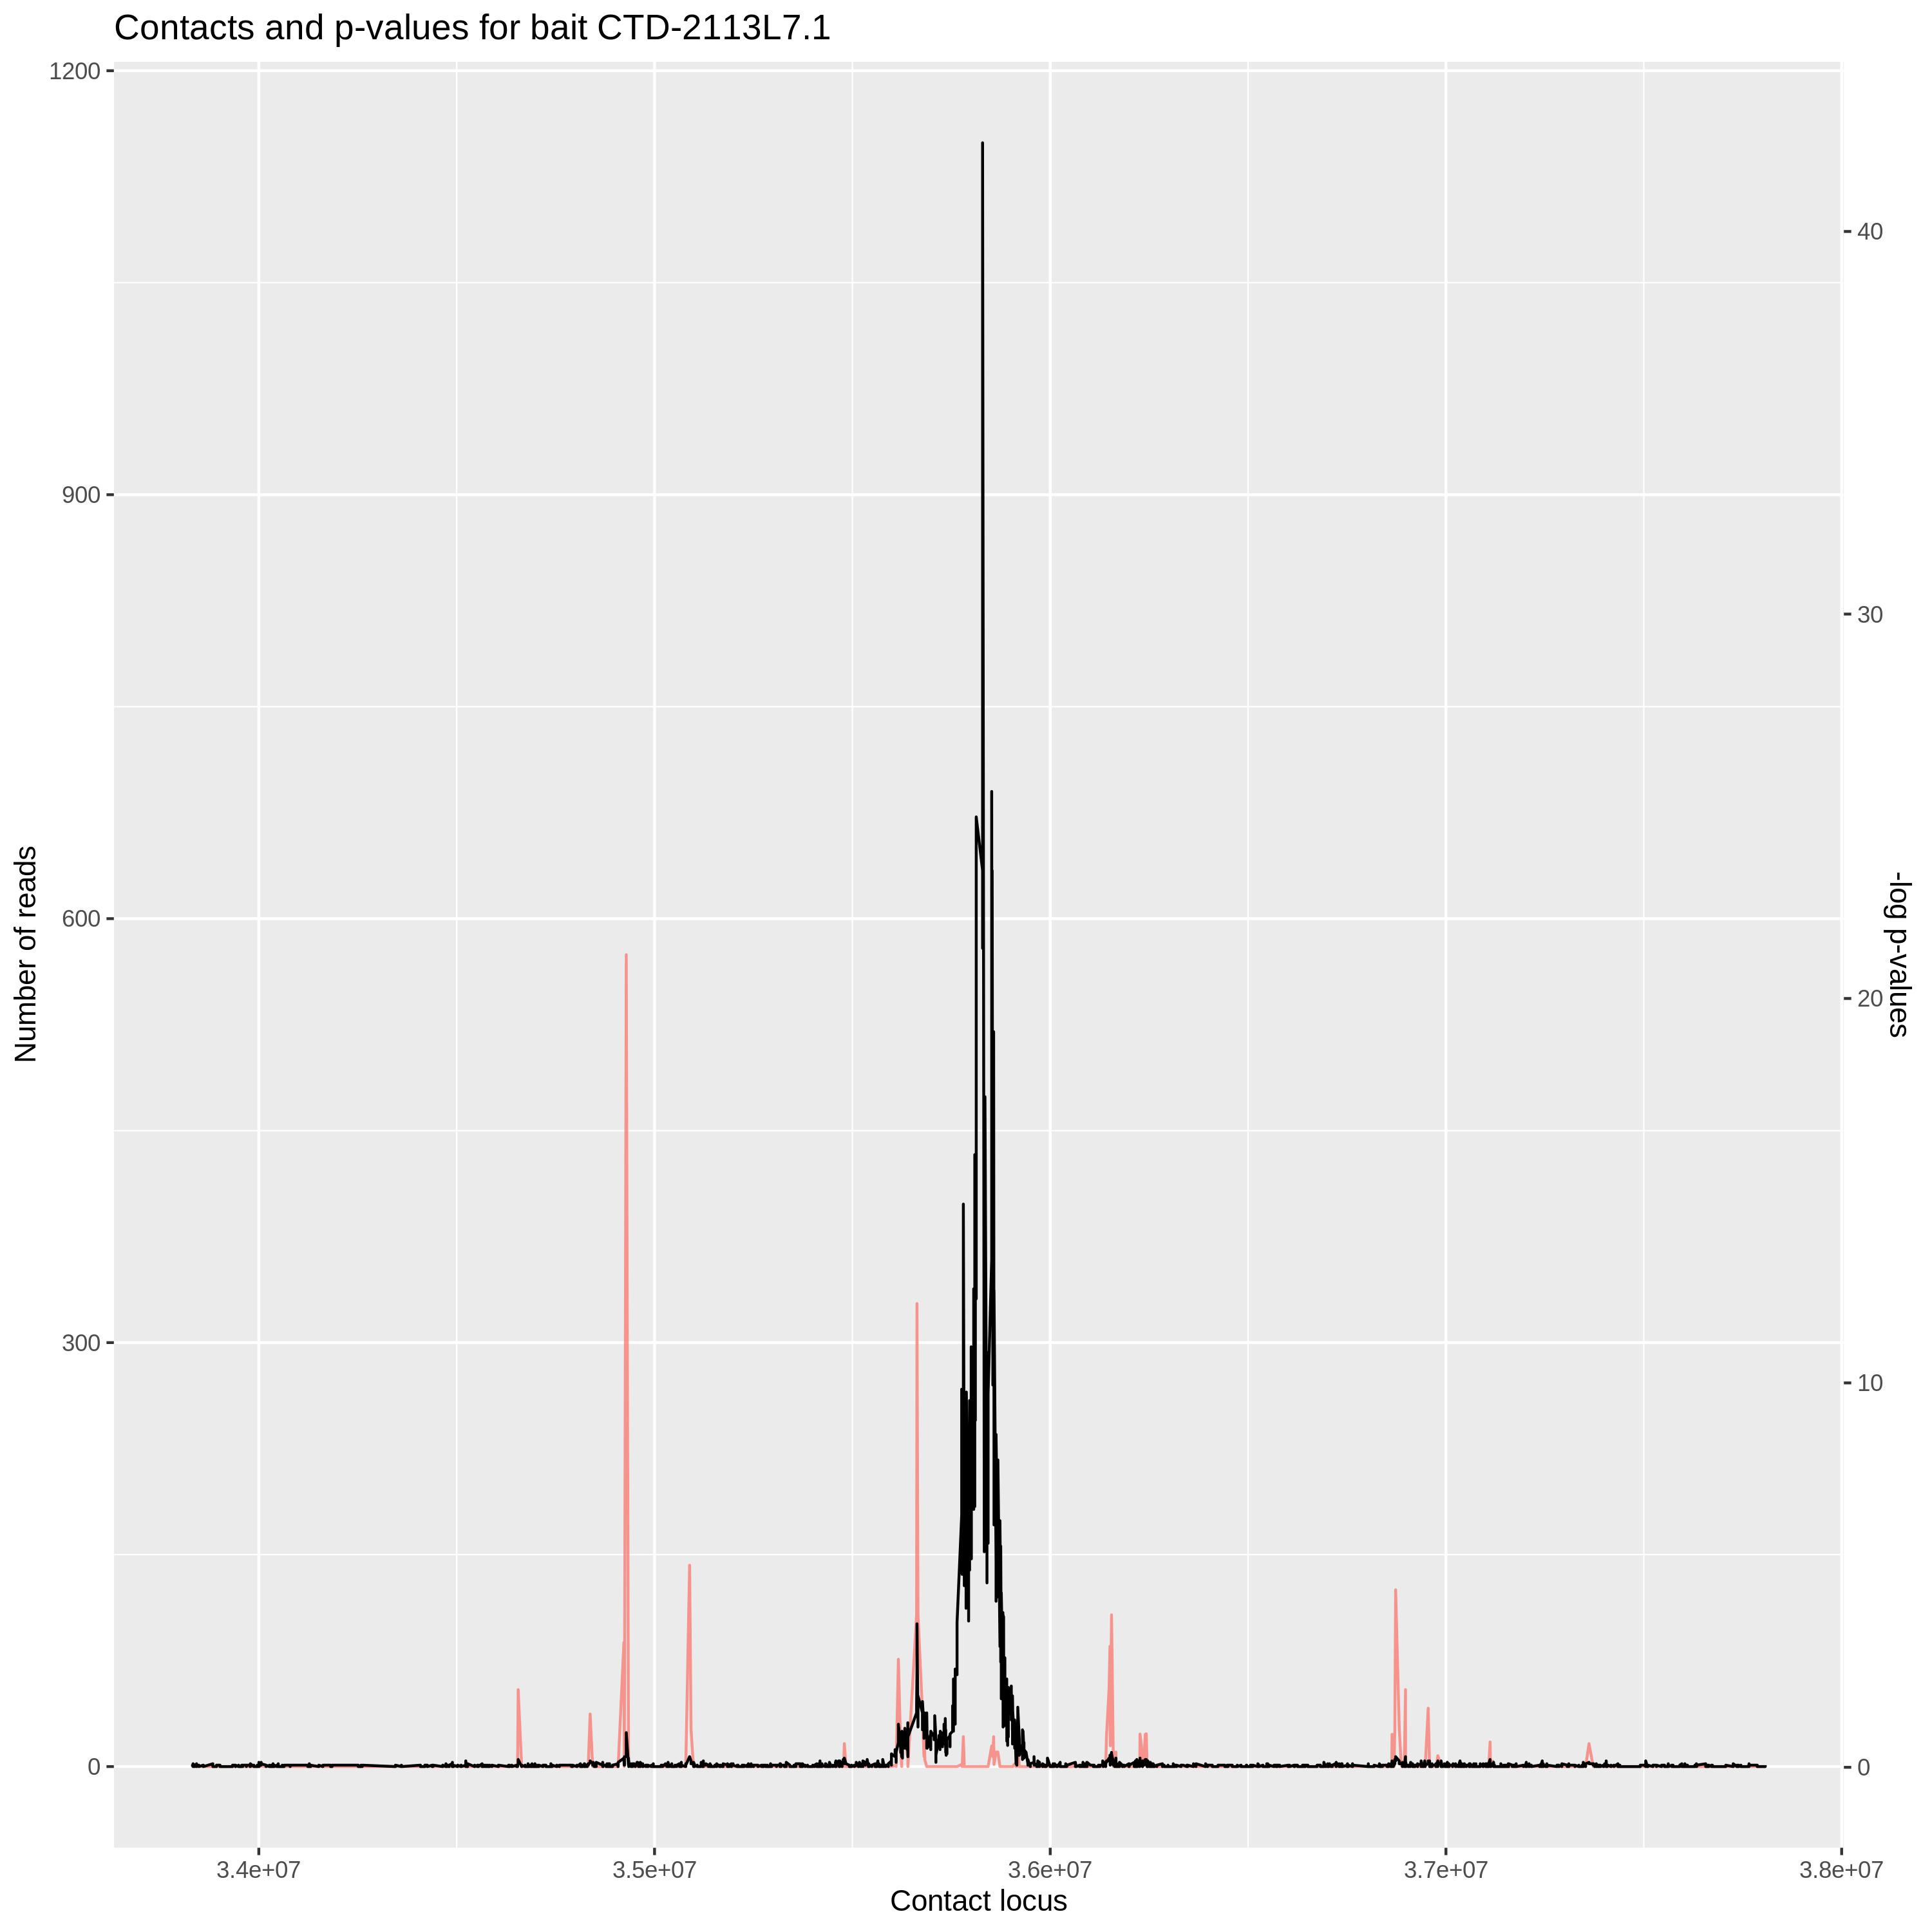 Contacts and p-values for bait CTD-2113L7.1
1200
900
600
300
0
Number of reads
40
30
20
10
0
-log p-values
3.4e+07
3.5e+07
3.6e+07
3.7e+07
3.8e+07
Contact locus